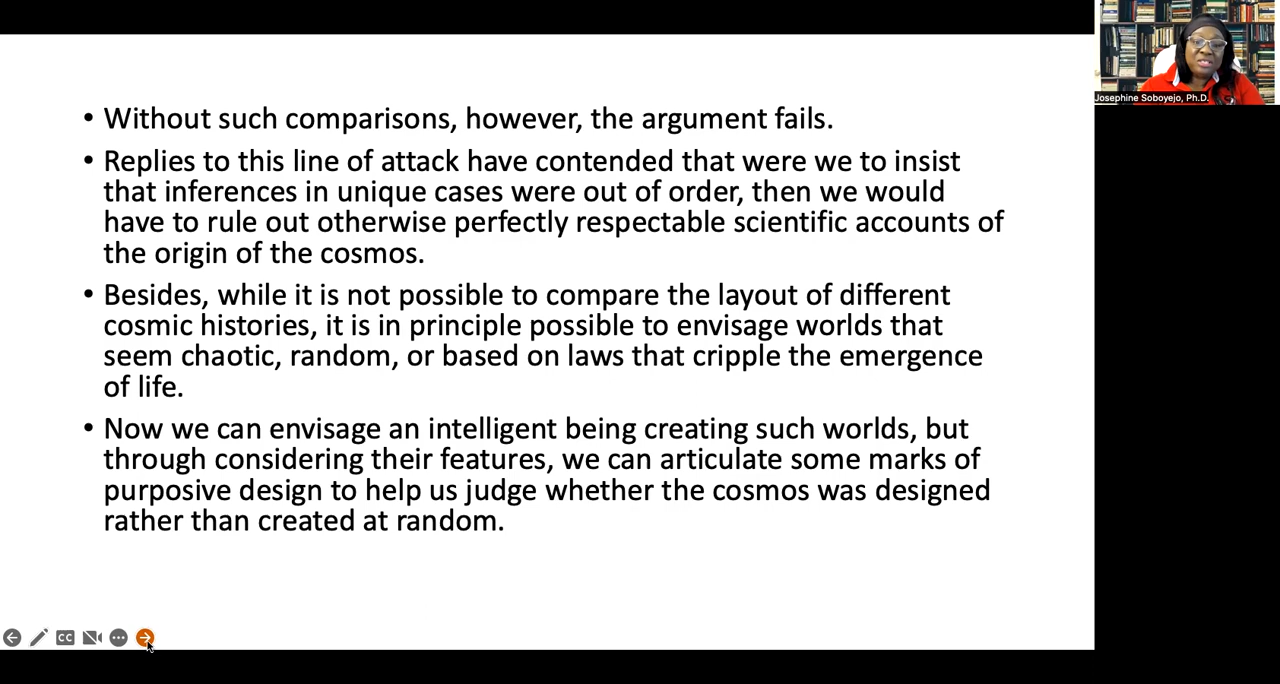 • Without such comparisons, however, the argument fails.
• Replies to this line of attack have contended that were we to insist
that inferences in unique cases were out of order, then we would
have to rule out otherwise perfectly respectable scientific accounts of
the origin of the cosmos.
• Besides, while it is not possible to compare the layout of different
cosmic histories, it is in principle possible to envisage worlds that
seem chaotic, random, or based on laws that cripple the emergence
of life.
• Now we can envisage an intelligent being creating such worlds, but
through considering their features, we can articulate some marks of
purposive design to help us judge whether the cosmos was designed
rather than created at random.
Josephine Soboyejo, Ph.D.
CC